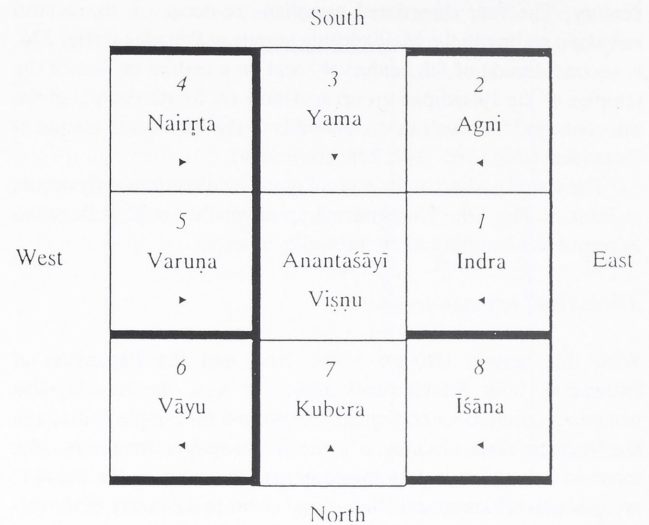 South
4 3 2
Nairṛta Yama Agni
5 1
West Varuṇa Anantaśāyī Indra East
Viṣṇu
6 7 8
Vāyu Kubera Īśāna
North